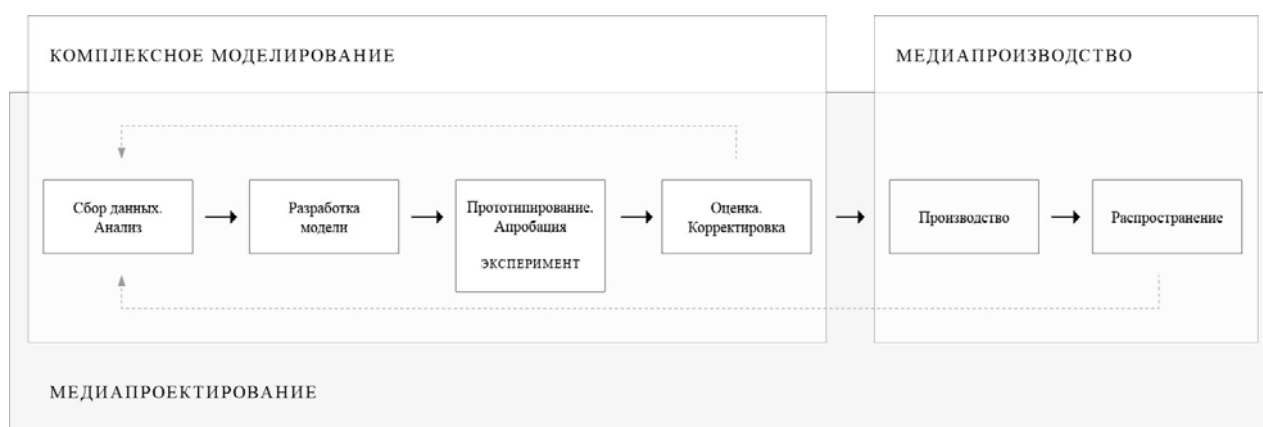 КОМПЛЕКСНОЕ МОДЕЛИРОВАНИЕ
МЕДИАПРОИЗВОДСТВО
Сбор данных.
Анализ
Разработка
модели
Прототипирование.
Апробация
ЭКСПЕРИМЕНТ
Оценка.
Корректировка
Производство
Распространение
МЕДИАПРОЕКТИРОВАНИЕ